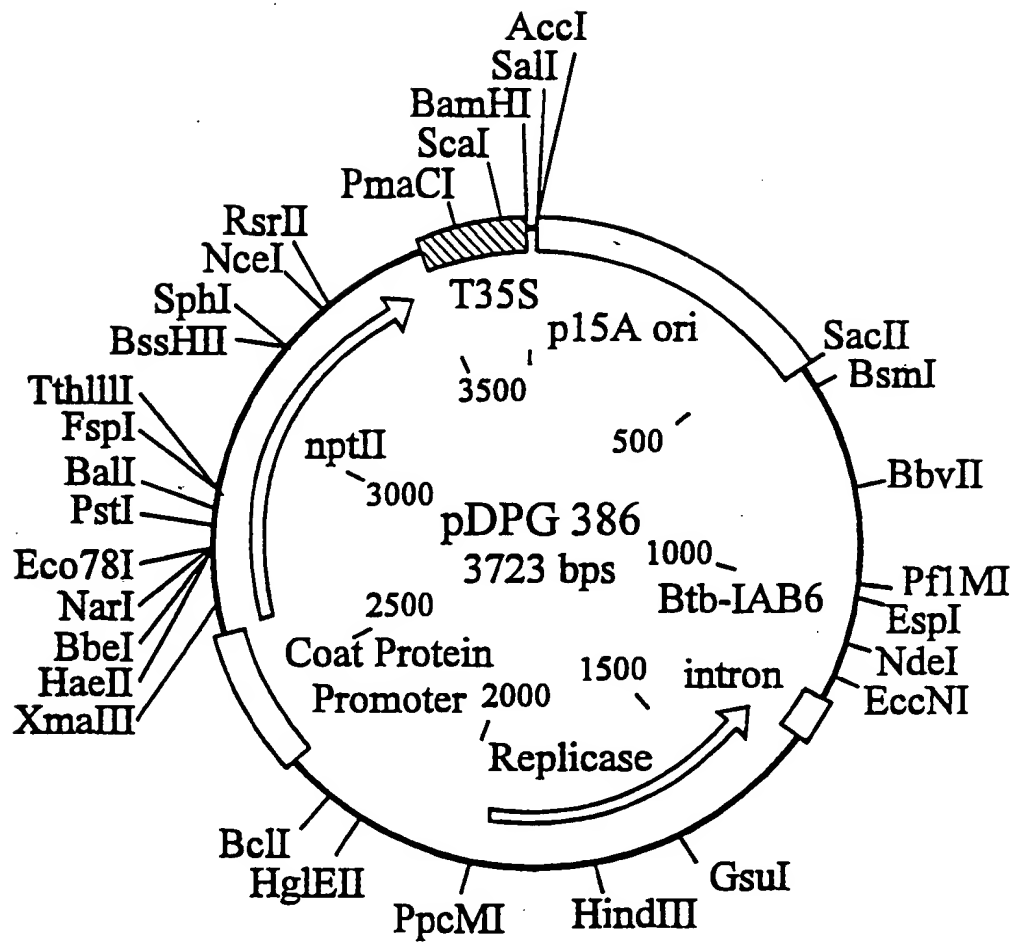 AccI
SalI
BamHI
ScaI
PmaCI
RsrII
NceI
SphI
BssHII
TthlllI
FspI
BalI
PstI
Eco78I
NarI
BbeI
HaeII
XmaIII
BclI
HglEII
PpcMI
HindIII
GsuI
EccNI
NdeI
EspI
PflMI
BbvII
BsmI
SacII
T35S
p15A ori
3500
500
nptII
3000
pDPG 386
3723 bps
1000
Btb-IAB6
2500
Coat Protein
Promoter
2000
1500
intron
Replicase